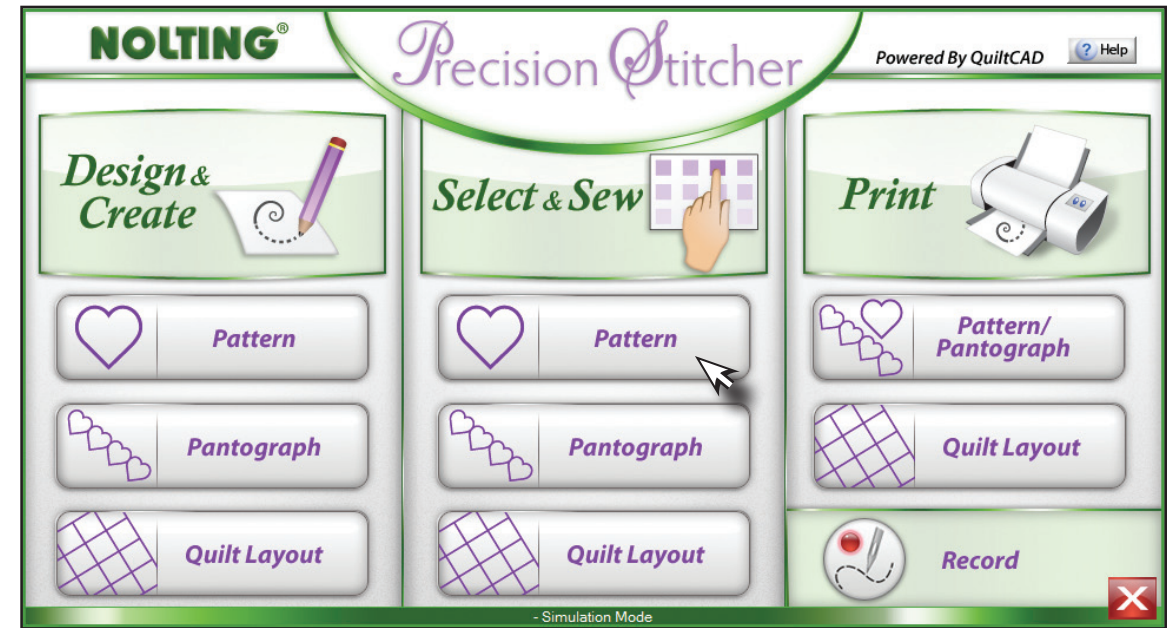 NOLTING®
Precision Stitcher
Powered By QuiltCAD
? Help
Design &
Create
Select & Sew
Print
Pattern
Pantograph
Quilt Layout
Pattern
Pantograph
Quilt Layout
Pattern/
Pantograph
Quilt Layout
Record
- Simulation Mode